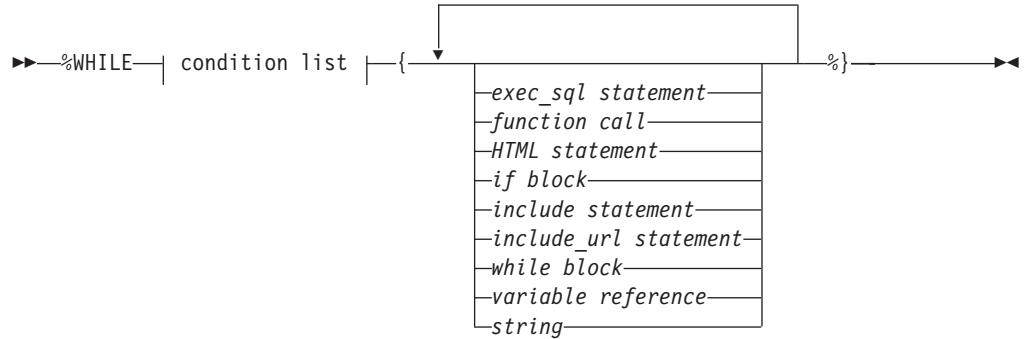 %WHILE condition list { %}
exec_sql statement
function call
HTML statement
if block
include statement
include_url statement
while block
variable reference
string